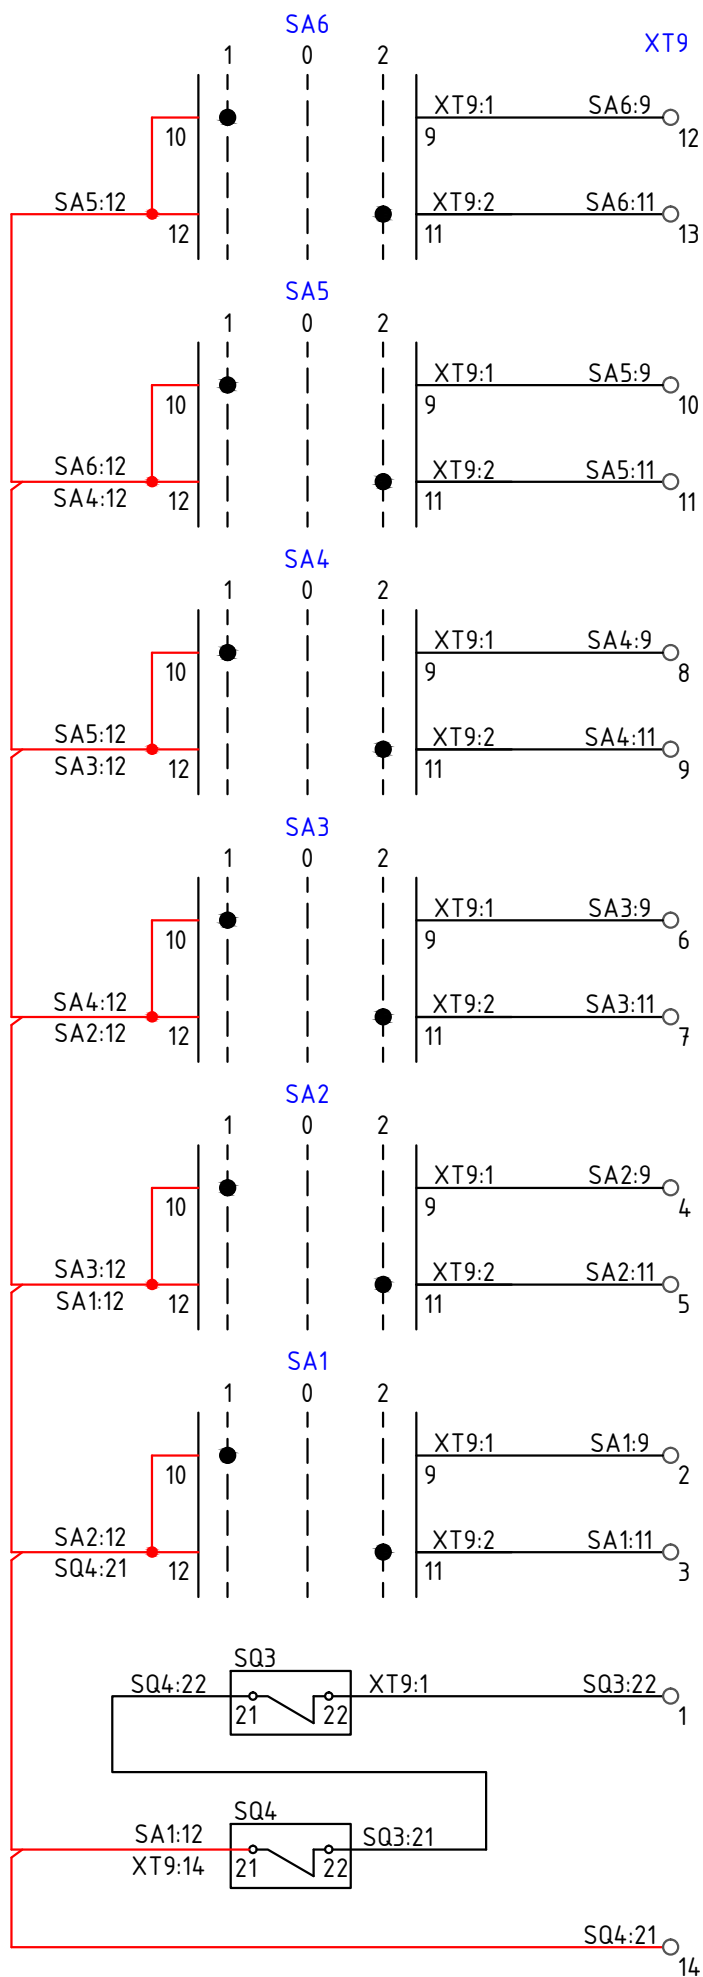 SA6
XT9
1 0 2
XT9:1 SA6:9
10 9 12
SA5:12 XT9:2 SA6:11
12 11 13
SA5
1 0 2
XT9:1 SA5:9
10 9 10
SA6:12 XT9:2 SA5:11
SA4:12 12 11 11
SA4
1 0 2
XT9:1 SA4:9
10 9 8
SA5:12 XT9:2 SA4:11
SA3:12 12 11 9
SA3
1 0 2
XT9:1 SA3:9
10 9 6
SA4:12 XT9:2 SA3:11
SA2:12 12 11 7
SA2
1 0 2
XT9:1 SA2:9
10 9 4
SA3:12 XT9:2 SA2:11
SA1:12 12 11 5
SA1
1 0 2
XT9:1 SA1:9
10 9 2
SA2:12 XT9:2 SA1:11
SQ4:21 12 11 3
SQ3
SQ4:22 XT9:1 SQ3:22
21 22 1
SQ4
SA1:12 SQ3:21
XT9:14 21 22
SQ4:21
14